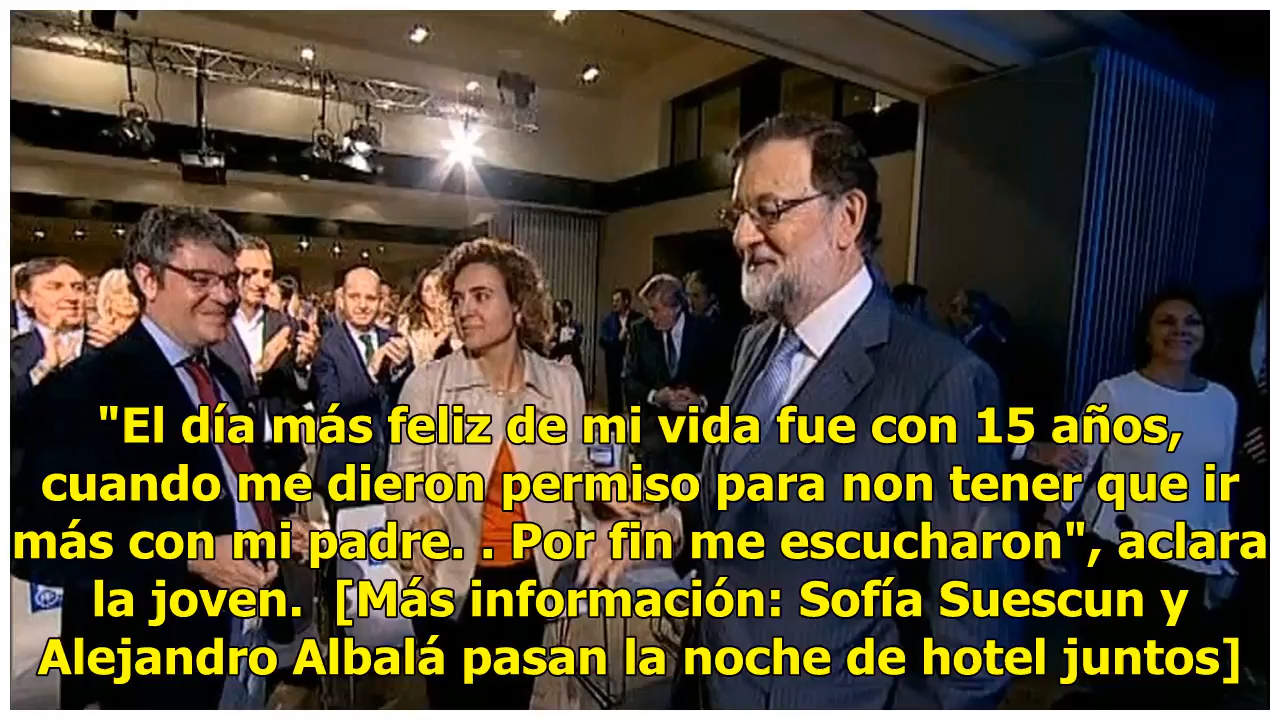 "El día más feliz de mi vida fue con 15 años,
cuando me dieron permiso para non tener que ir
más con mi padre. . Por fin me escucharon", aclara
la joven.  [Más información: Sofía Suescun y
Alejandro Albalá pasan la noche de hotel juntos]